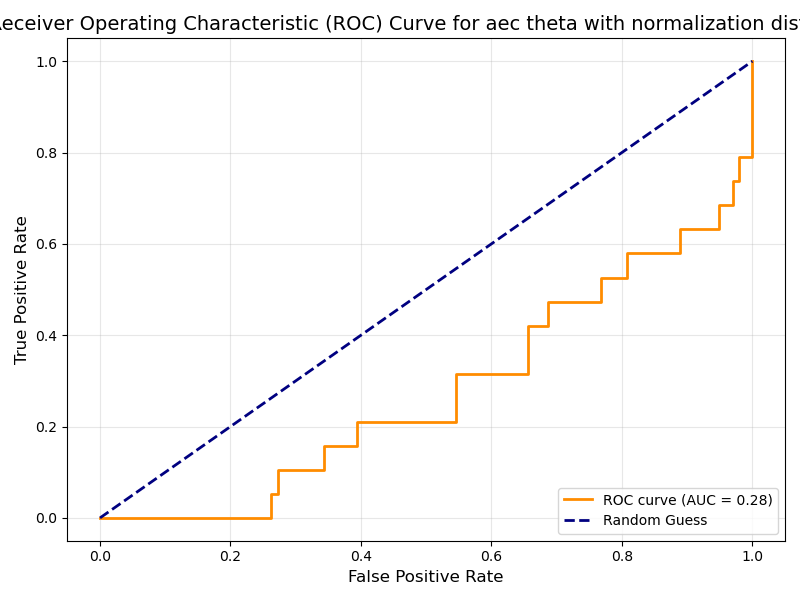 eceiver Operating Characteristic (ROC) Curve for aec theta with normalization dis
1.0
0.8
0.6
0.4
0.2
0.0
True Positive Rate
0.0 0.2 0.4 0.6 0.8 1.0
False Positive Rate
ROC curve (AUC = 0.28)
Random Guess